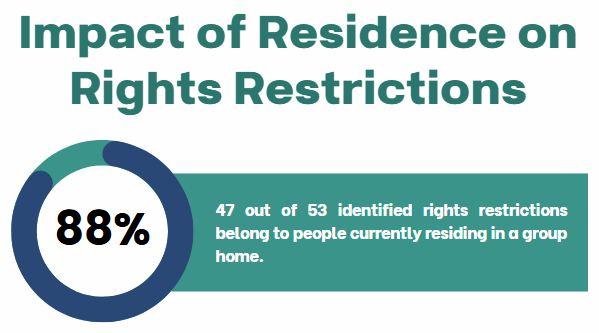 Impact of Residence on
Rights Restrictions
88%
47 out of 53 identified rights restrictions
belong to people currently residing in a group
home.